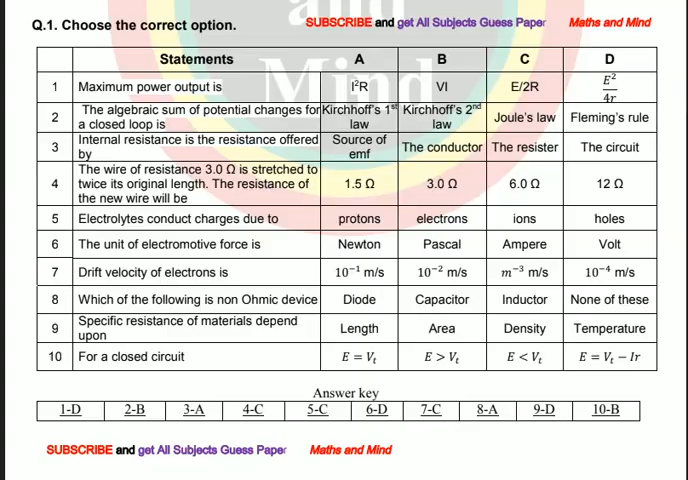 and
Q.1. Choose the correct option.
SUBSCRIBE and get All Subjects Guess Paper Maths and Mind
Mind
Statements A B C D
1 Maximum power output is I²R VI E/2R E²/4r
2 The algebraic sum of potential changes for a closed loop is Kirchhoff's 1st law Kirchhoff's 2nd law Joule's law Fleming's rule
3 Internal resistance is the resistance offered by Source of emf The conductor The resister The circuit
4 The wire of resistance 3.0 Ω is stretched to twice its original length. The resistance of the new wire will be 1.5 Ω 3.0 Ω 6.0 Ω 12 Ω
5 Electrolytes conduct charges due to protons electrons ions holes
6 The unit of electromotive force is Newton Pascal Ampere Volt
7 Drift velocity of electrons is 10⁻¹ m/s 10⁻² m/s m⁻³ m/s 10⁻⁴ m/s
8 Which of the following is non Ohmic device Diode Capacitor Inductor None of these
9 Specific resistance of materials depend upon Length Area Density Temperature
10 For a closed circuit E = Vₜ E > Vₜ E < Vₜ E = Vₜ − Ir
Answer key
1-D 2-B 3-A 4-C 5-C 6-D 7-C 8-A 9-D 10-B
SUBSCRIBE and get All Subjects Guess Paper Maths and Mind